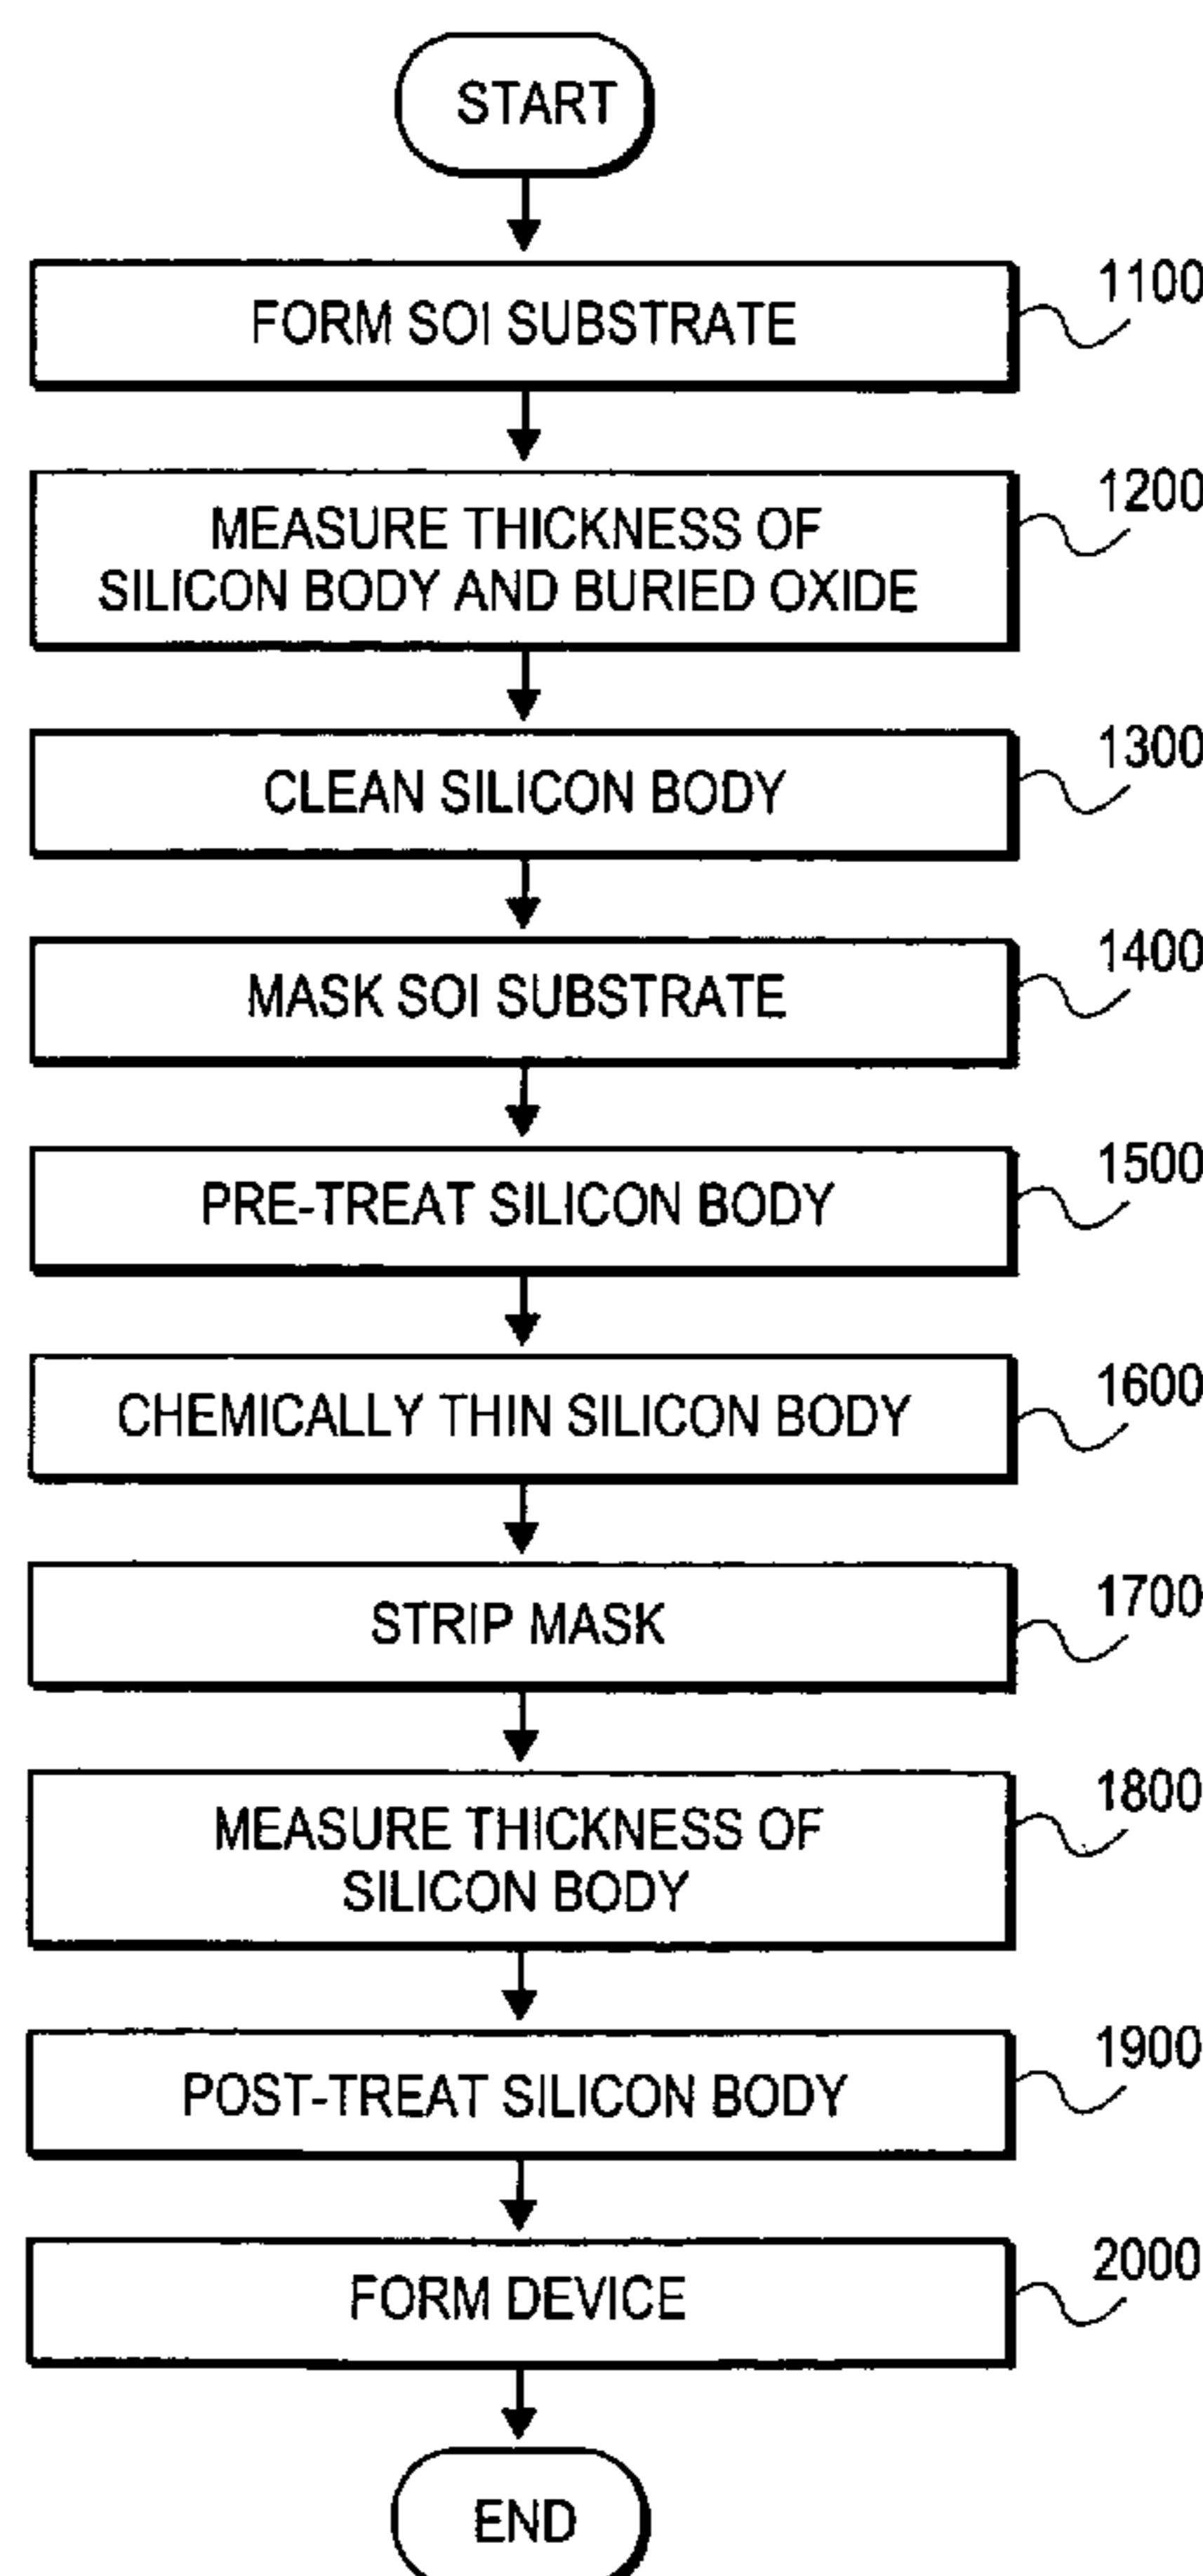 START
FORM SOI SUBSTRATE
1100
MEASURE THICKNESS OF
SILICON BODY AND BURIED OXIDE
1200
CLEAN SILICON BODY
1300
MASK SOI SUBSTRATE
1400
PRE-TREAT SILICON BODY
1500
CHEMICALLY THIN SILICON BODY
1600
STRIP MASK
1700
MEASURE THICKNESS OF
SILICON BODY
1800
POST-TREAT SILICON BODY
1900
FORM DEVICE
2000
END